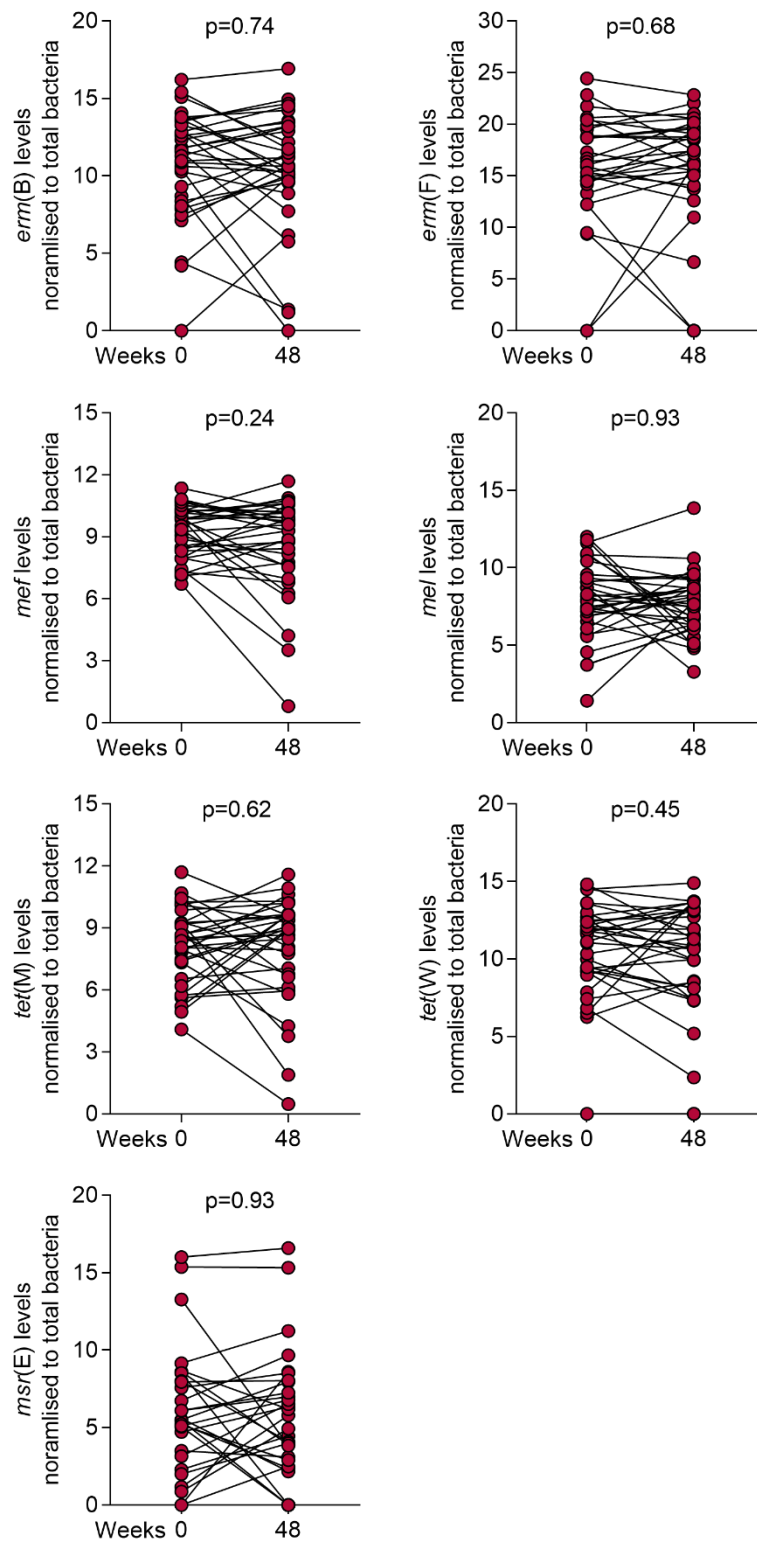 p=0.74
erm(B) levels
noramlised to total bacteria
20
15
10
5
0
Weeks 0 48
p=0.68
erm(F) levels
normalised to total bacteria
30
25
20
15
10
5
0
Weeks 0 48
p=0.24
mef levels
normalised to total bacteria
15
12
9
6
3
0
Weeks 0 48
p=0.93
mel levels
normalised to total bacteria
20
15
10
5
0
Weeks 0 48
p=0.62
tet(M) levels
normalised to total bacteria
15
12
9
6
3
0
Weeks 0 48
p=0.45
tet(W) levels
normalised to total bacteria
20
15
10
5
0
Weeks 0 48
p=0.93
msr(E) levels
noramlised to total bacteria
20
15
10
5
0
Weeks 0 48